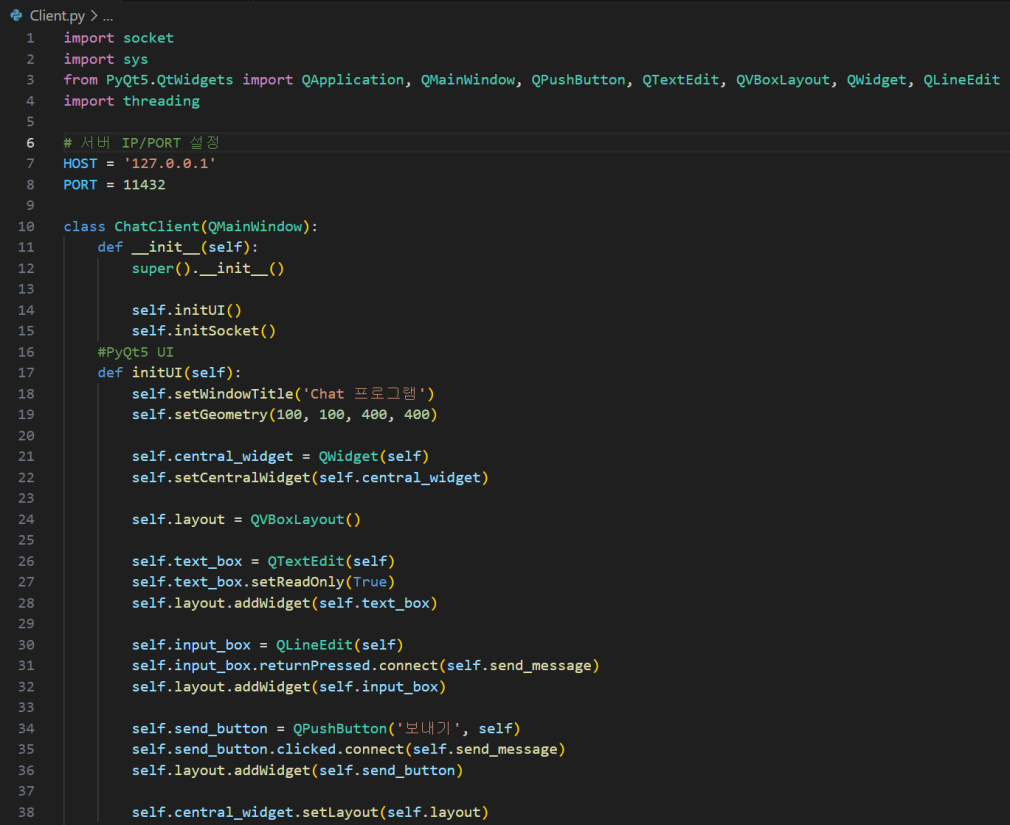 Client.py > ...
1 import socket
2 import sys
3 from PyQt5.QtWidgets import QApplication, QMainWindow, QPushButton, QTextEdit, QVBoxLayout, QWidget, QLineEdit
4 import threading
5
6 # 서버 IP/PORT 설정
7 HOST = '127.0.0.1'
8 PORT = 11432
9
10 class ChatClient(QMainWindow):
11     def __init__(self):
12         super().__init__()
13
14         self.initUI()
15         self.initSocket()
16     #PyQt5 UI
17     def initUI(self):
18         self.setWindowTitle('Chat 프로그램')
19         self.setGeometry(100, 100, 400, 400)
20
21         self.central_widget = QWidget(self)
22         self.setCentralWidget(self.central_widget)
23
24         self.layout = QVBoxLayout()
25
26         self.text_box = QTextEdit(self)
27         self.text_box.setReadOnly(True)
28         self.layout.addWidget(self.text_box)
29
30         self.input_box = QLineEdit(self)
31         self.input_box.returnPressed.connect(self.send_message)
32         self.layout.addWidget(self.input_box)
33
34         self.send_button = QPushButton('보내기', self)
35         self.send_button.clicked.connect(self.send_message)
36         self.layout.addWidget(self.send_button)
37
38         self.central_widget.setLayout(self.layout)